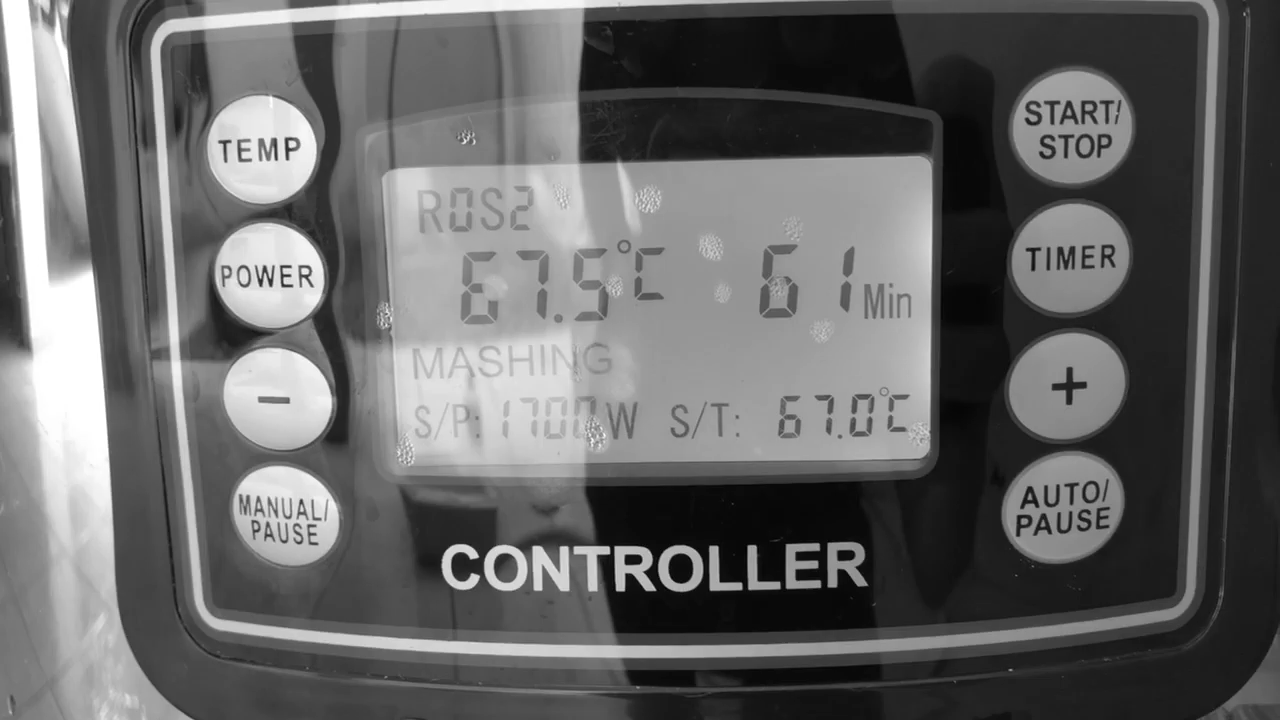 TEMP
POWER
-
MANUAL/
PAUSE
R0S2
67.5°C 61 Min
MASHING
S/P: 1700W S/T: 67.0°C
START/
STOP
TIMER
+
AUTO/
PAUSE
CONTROLLER